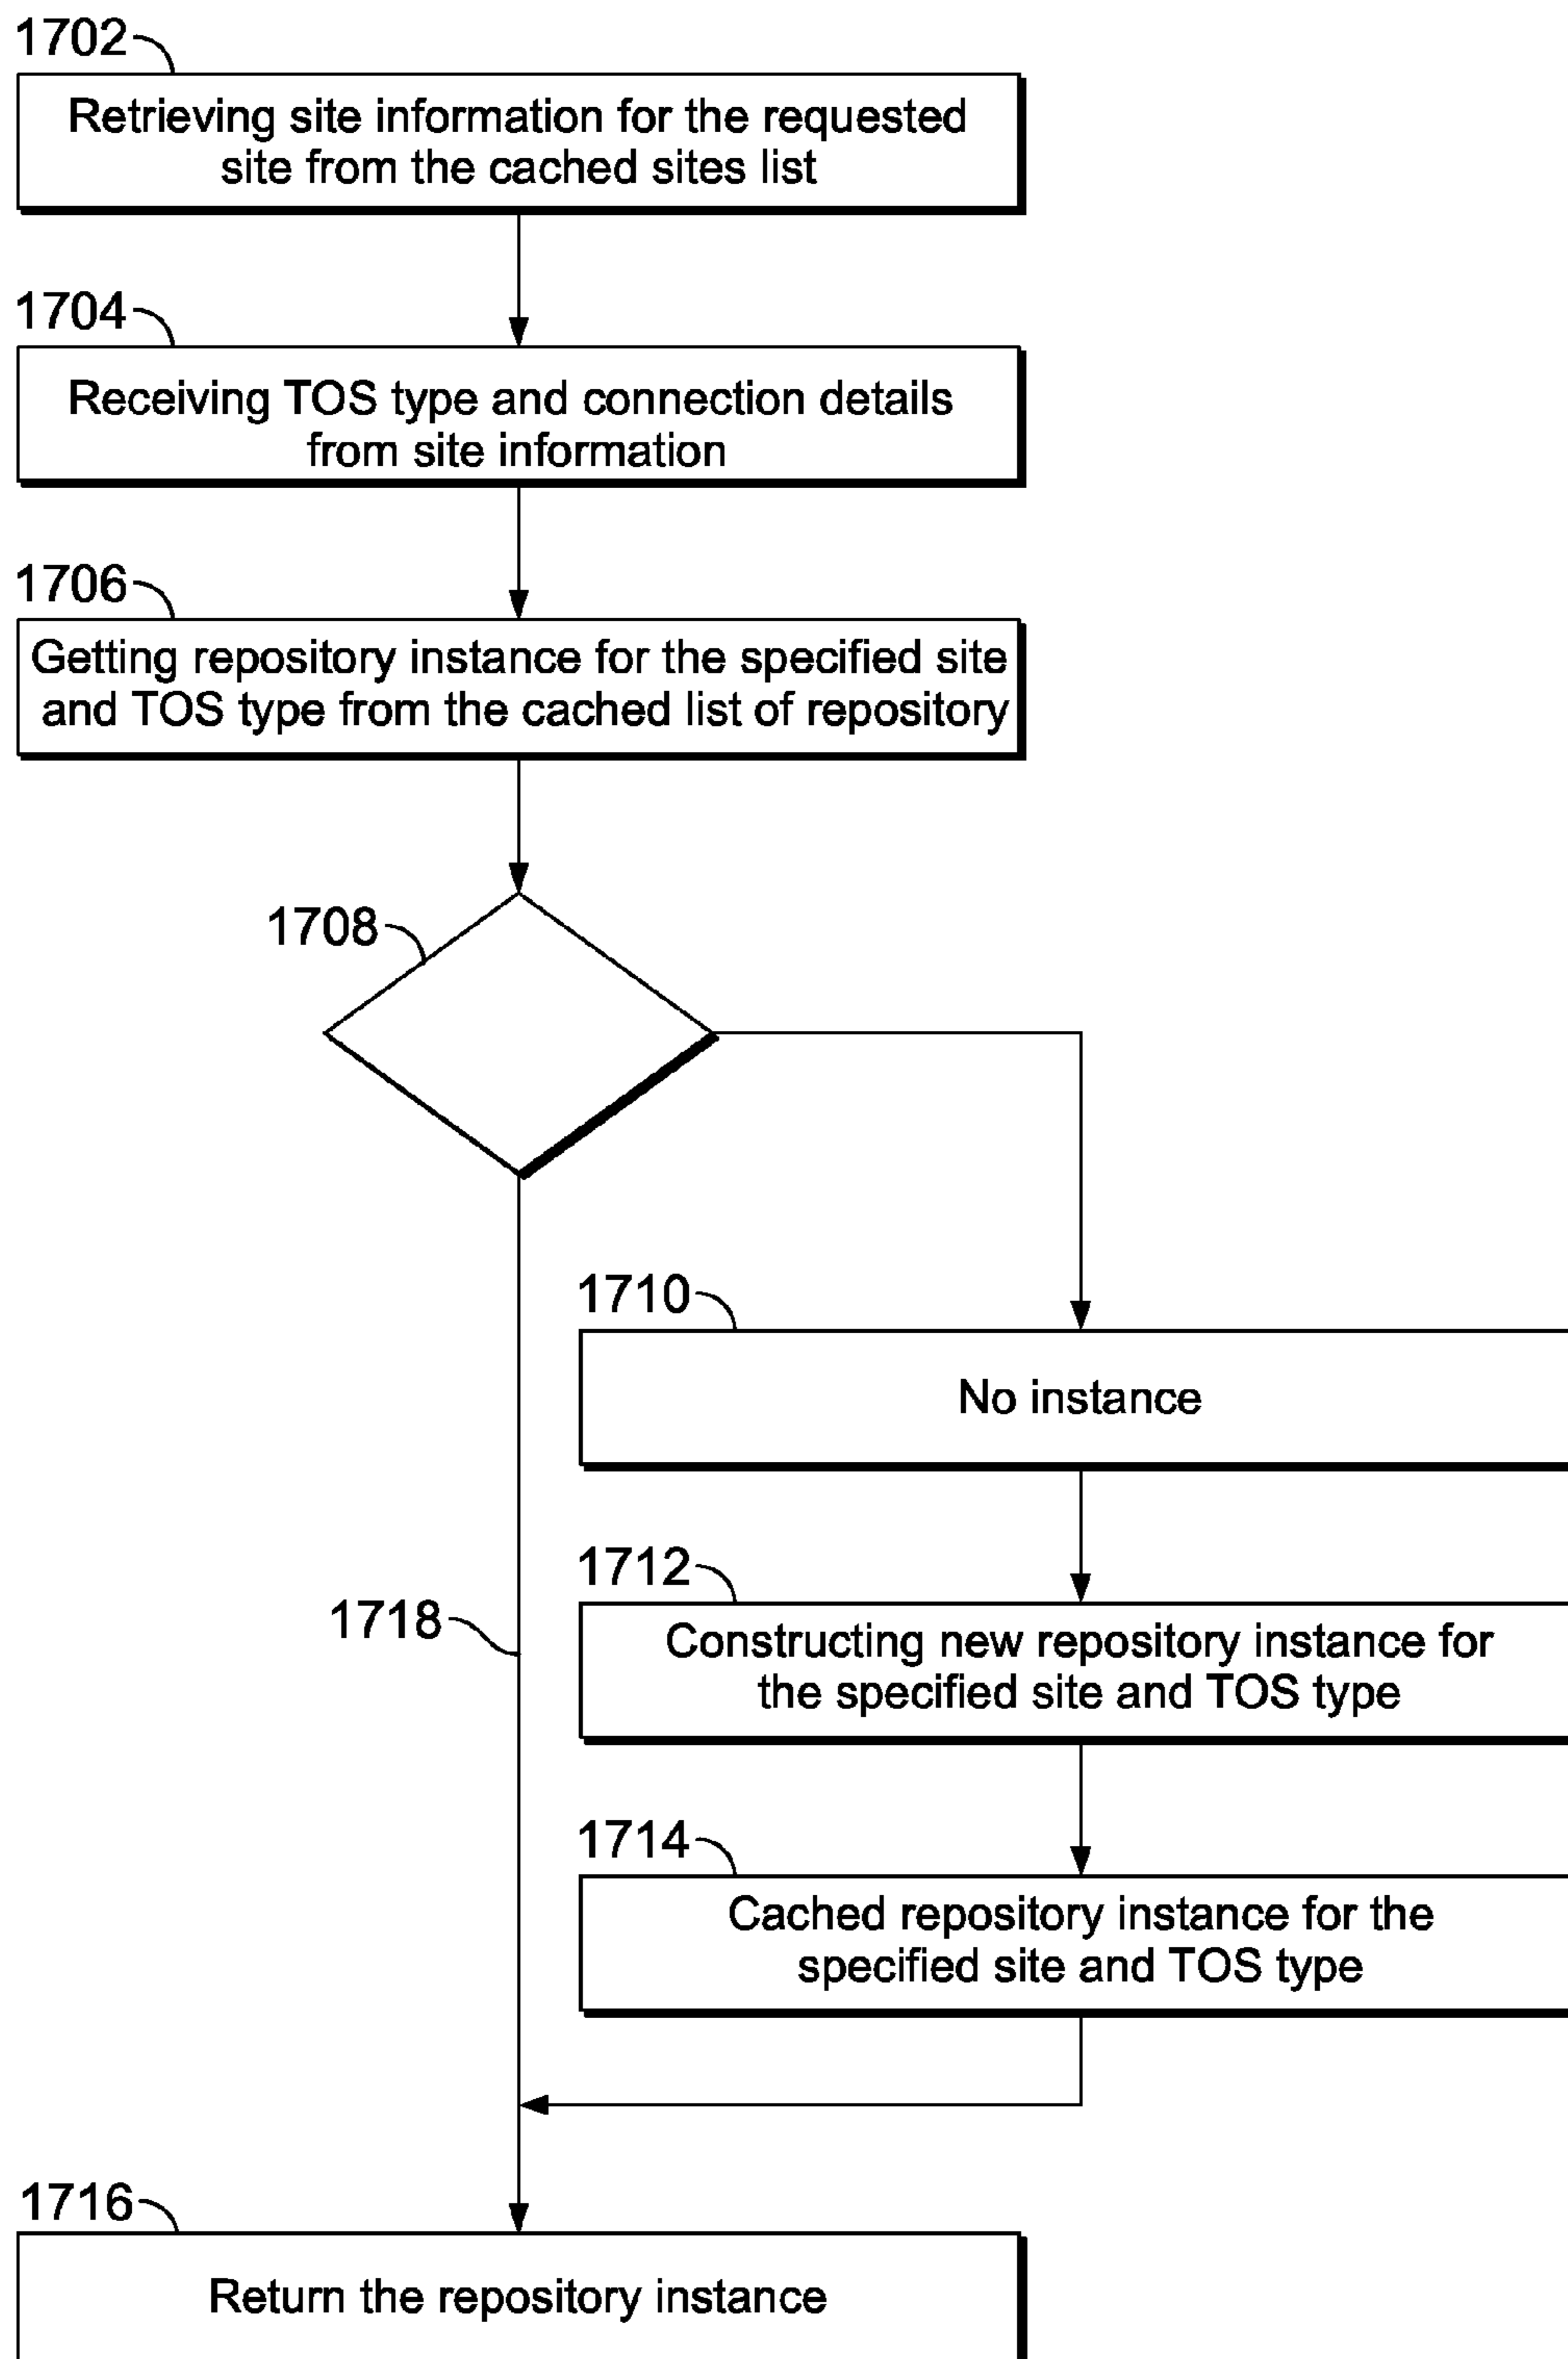 1702
Retrieving site information for the requested
site from the cached sites list
1704
Receiving TOS type and connection details
from site information
1706
Getting repository instance for the specified site
and TOS type from the cached list of repository
1708
1710
No instance
1712
Constructing new repository instance for
the specified site and TOS type
1718
1714
Cached repository instance for the
specified site and TOS type
1716
Return the repository instance